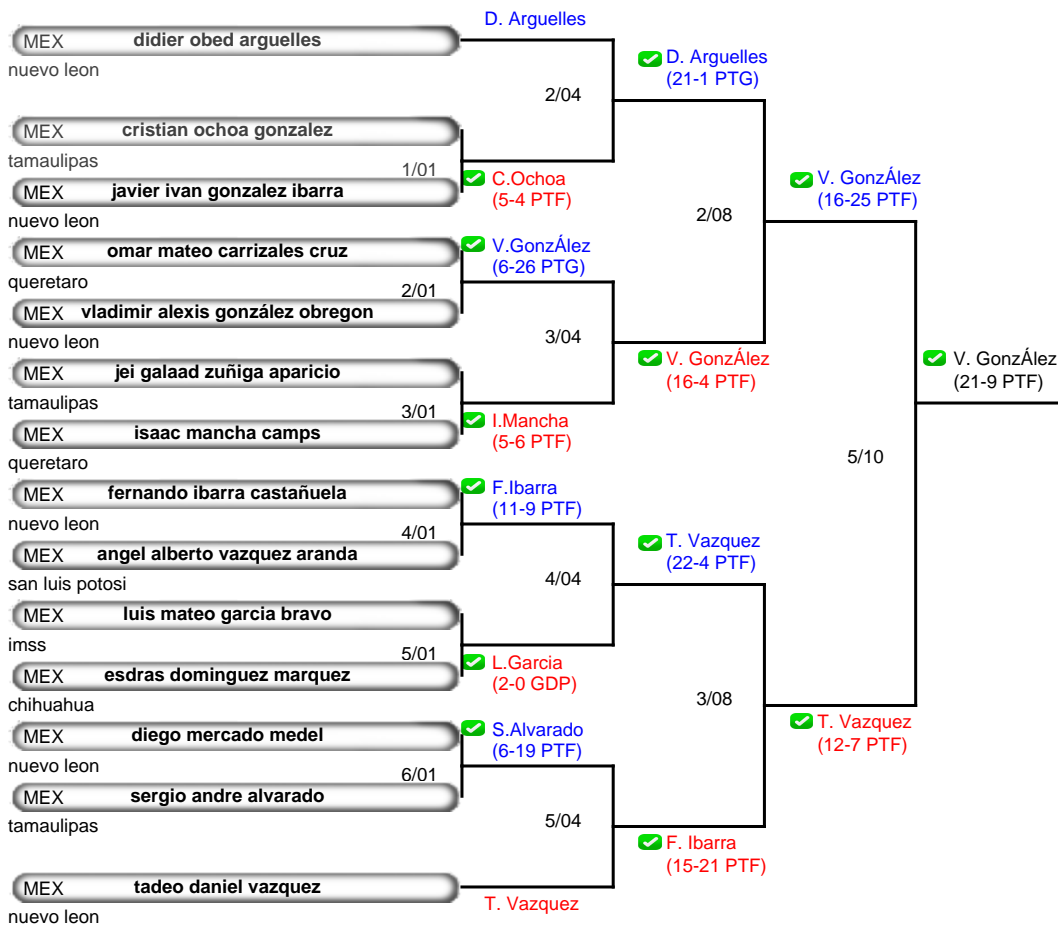 D. Arguelles
MEX didier obed arguelles
nuevo leon
D. Arguelles
(21-1 PTG)
2/04
MEX cristian ochoa gonzalez
tamaulipas
1/01
MEX javier ivan gonzalez ibarra
nuevo leon
C.Ochoa
(5-4 PTF)
V. GonzÁlez
(16-25 PTF)
2/08
MEX omar mateo carrizales cruz
queretaro
V.GonzÁlez
(6-26 PTG)
2/01
MEX vladimir alexis gonzález obregon
nuevo leon
3/04
MEX jei galaad zuñiga aparicio
tamaulipas
V. GonzÁlez
(16-4 PTF)
V. GonzÁlez
(21-9 PTF)
3/01
MEX isaac mancha camps
queretaro
I.Mancha
(5-6 PTF)
5/10
MEX fernando ibarra castañuela
nuevo leon
F.Ibarra
(11-9 PTF)
4/01
MEX angel alberto vazquez aranda
san luis potosi
T. Vazquez
(22-4 PTF)
4/04
MEX luis mateo garcia bravo
imss
5/01
MEX esdras dominguez marquez
chihuahua
L.Garcia
(2-0 GDP)
3/08
MEX diego mercado medel
nuevo leon
S.Alvarado
(6-19 PTF)
T. Vazquez
(12-7 PTF)
6/01
MEX sergio andre alvarado
tamaulipas
5/04
F. Ibarra
(15-21 PTF)
MEX tadeo daniel vazquez
nuevo leon
T. Vazquez